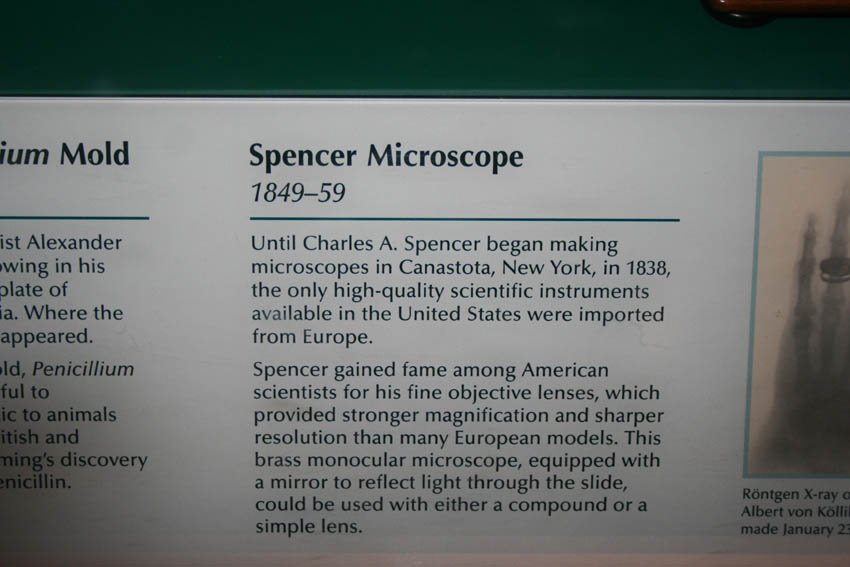 ium Mold
ist Alexander
owing in his
plate of
ia. Where the
appeared.
old, Penicillium
ful to
ic to animals
itish and
ming's discovery
enicillin.
Spencer Microscope
1849–59
Until Charles A. Spencer began making
microscopes in Canastota, New York, in 1838,
the only high-quality scientific instruments
available in the United States were imported
from Europe.
Spencer gained fame among American
scientists for his fine objective lenses, which
provided stronger magnification and sharper
resolution than many European models. This
brass monocular microscope, equipped with
a mirror to reflect light through the slide,
could be used with either a compound or a
simple lens.
Röntgen X-ray o
Albert von Kölli
made January 23